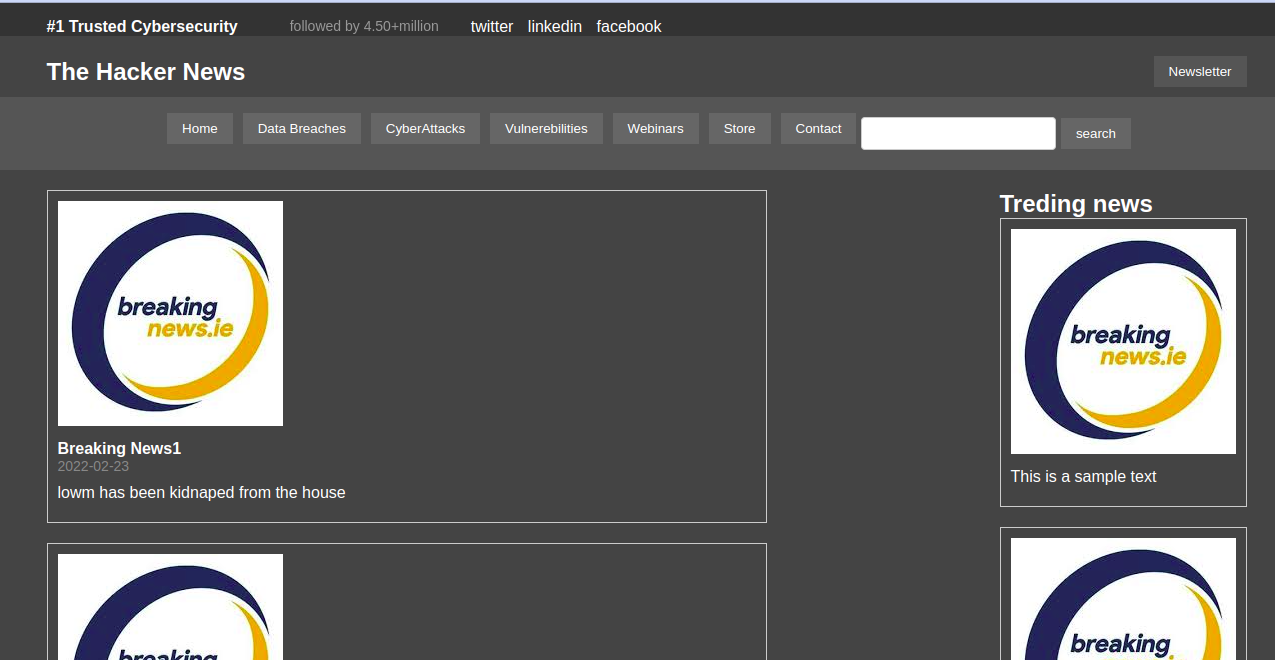 #1 Trusted Cybersecurity followed by 4.50+million twitter linkedin facebook
The Hacker News Newsletter
Home Data Breaches CyberAttacks Vulnerebilities Webinars Store Contact search
breaking
news.ie
Breaking News1
2022-02-23
lowm has been kidnaped from the house
breaking
Treding news
breaking
news.ie
This is a sample text
breaking